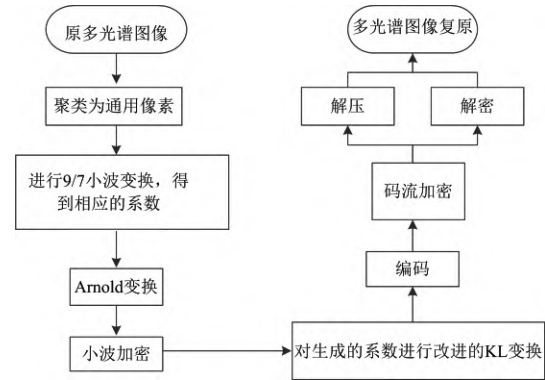 原多光谱图像
聚类为通用像素
进行9/7小波变换，得
到相应的系数
Arnold变换
小波加密
对生成的系数进行改进的KL变换
编码
码流加密
解压
解密
多光谱图像复原